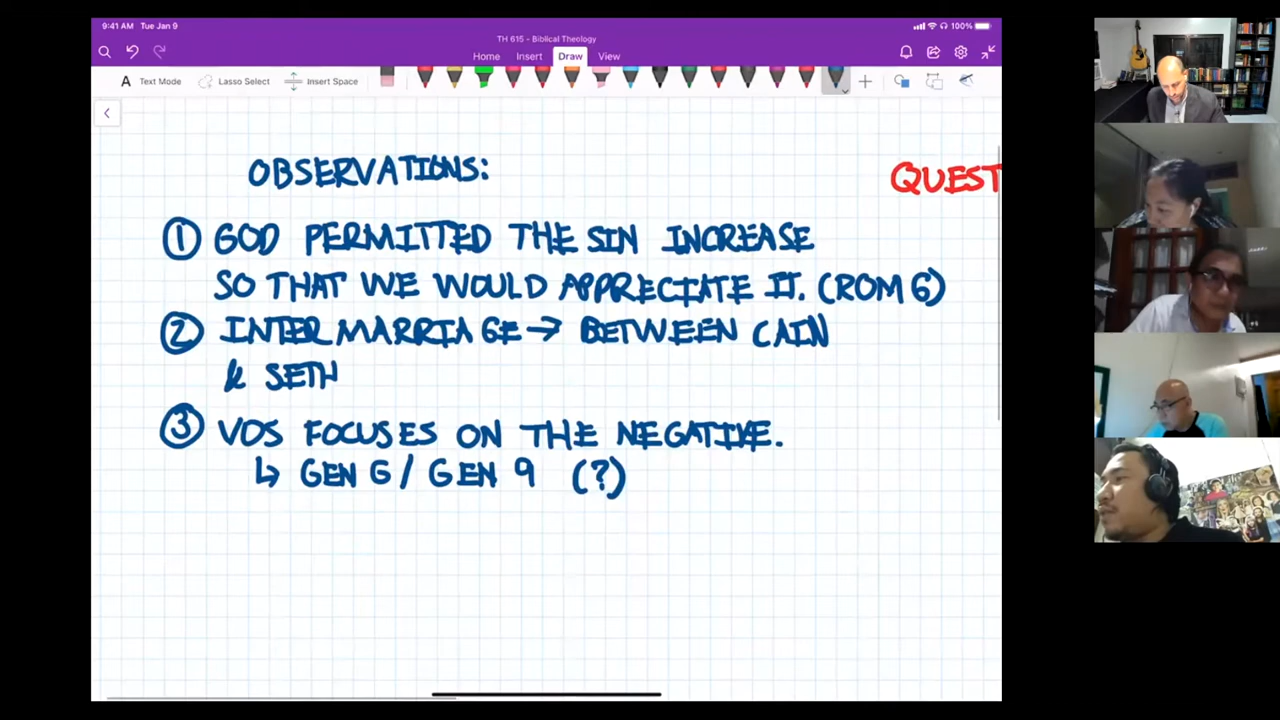 9:41 AM Tue Jan 9
100%
TH 615 - Biblical Theology
Home Insert Draw View
A Text Mode Lasso Select Insert Space
OBSERVATIONS:
QUEST
① GOD PERMITTED THE SIN INCREASE
SO THAT WE WOULD APPRECIATE IT. (ROM 6)
② INTERMARRIAGE → BETWEEN CAIN
& SETH
③ VOS FOCUSES ON THE NEGATIVE.
↳ GEN 6 / GEN 9 (?)